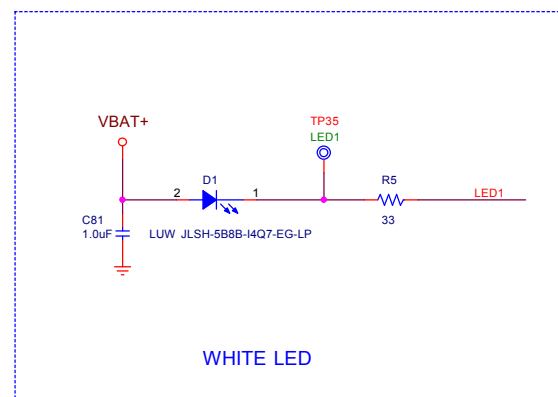 VBAT+
TP35
LED1
D1
2
1
R5
LED1
33
C81
1.0uF
LUW JLSH-5B8B-I4Q7-EG-LP
WHITE LED